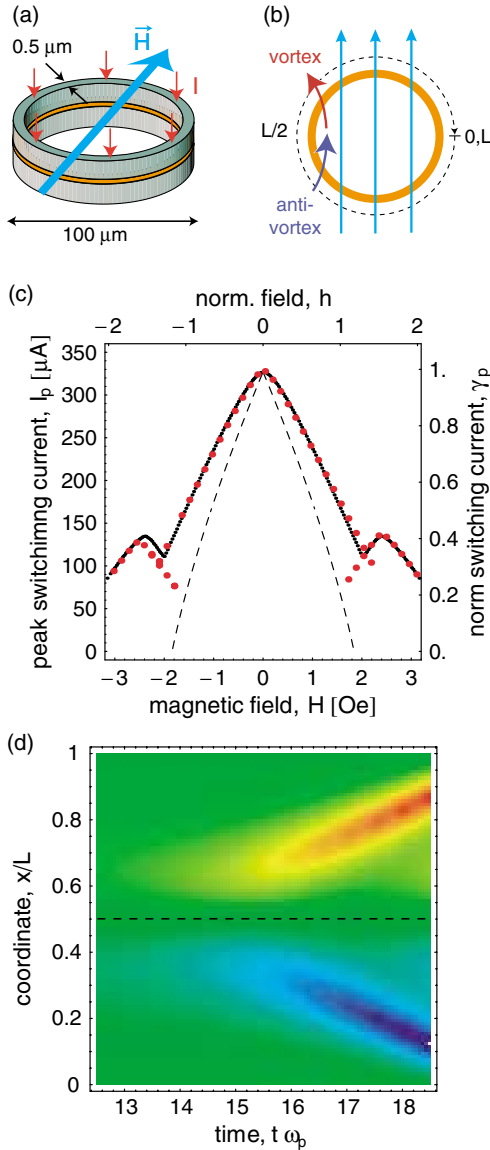 (a)
H
0.5 μm
I
100 μm
(b)
vortex
L/2
0,L
anti-
vortex
(c)
norm. field, h
−2 −1 0 1 2
peak switchimng current, I_p [μA]
350
300
250
200
150
100
50
0
1.
0.8
0.6
0.4
0.2
0.
norm switching current, γ_p
−3 −2 −1 0 1 2 3
magnetic field, H [Oe]
(d)
coordinate, x/L
1
0.8
0.6
0.4
0.2
0
13 14 15 16 17 18
time, t ω_p